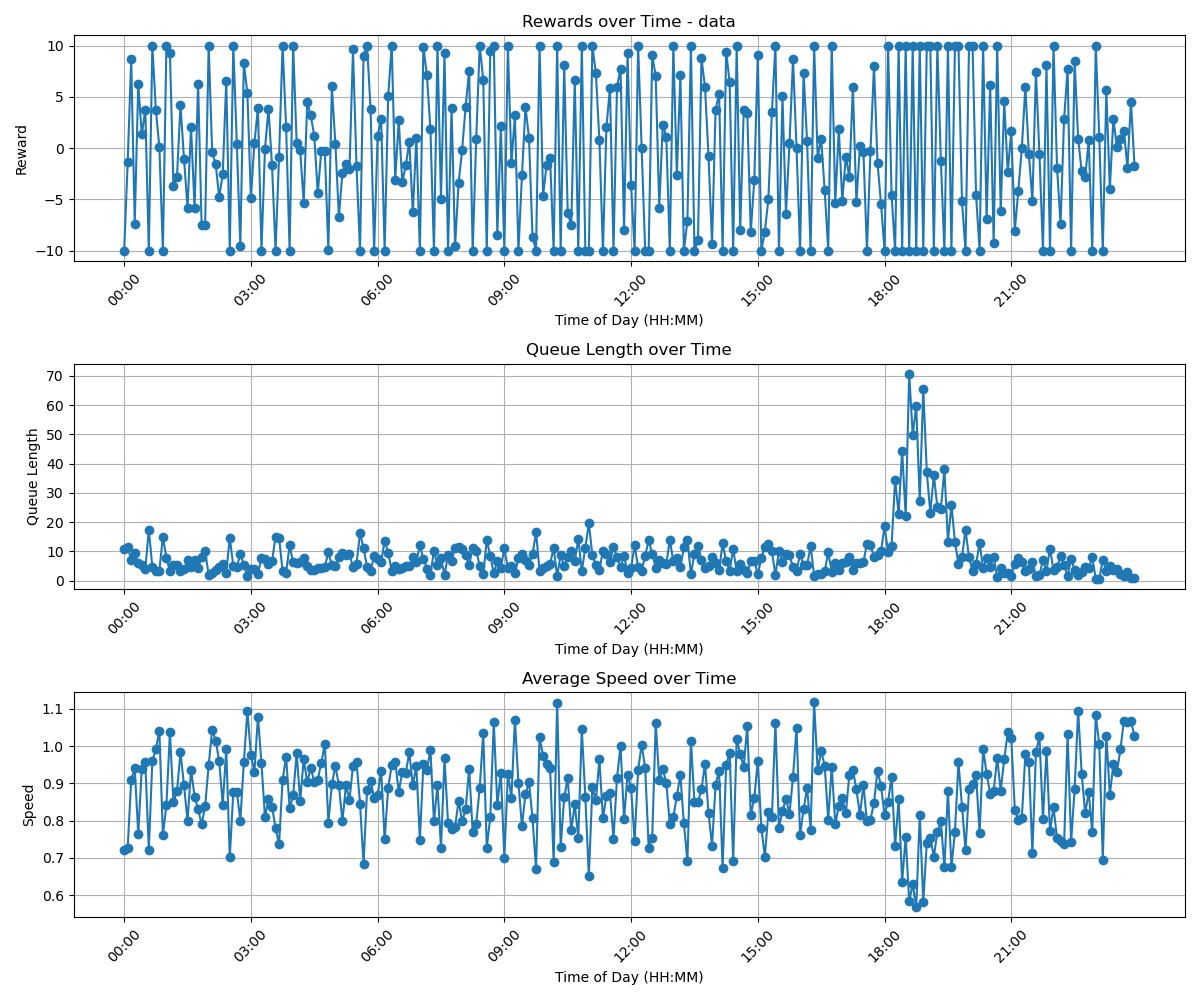 Rewards over Time - data
10
5
0
−5
−10
Reward
00:00 03:00 06:00 09:00 12:00 15:00 18:00 21:00
Time of Day (HH:MM)
Queue Length over Time
70
60
50
40
30
20
10
0
Queue Length
00:00 03:00 06:00 09:00 12:00 15:00 18:00 21:00
Time of Day (HH:MM)
Average Speed over Time
1.1
1.0
0.9
0.8
0.7
0.6
Speed
00:00 03:00 06:00 09:00 12:00 15:00 18:00 21:00
Time of Day (HH:MM)